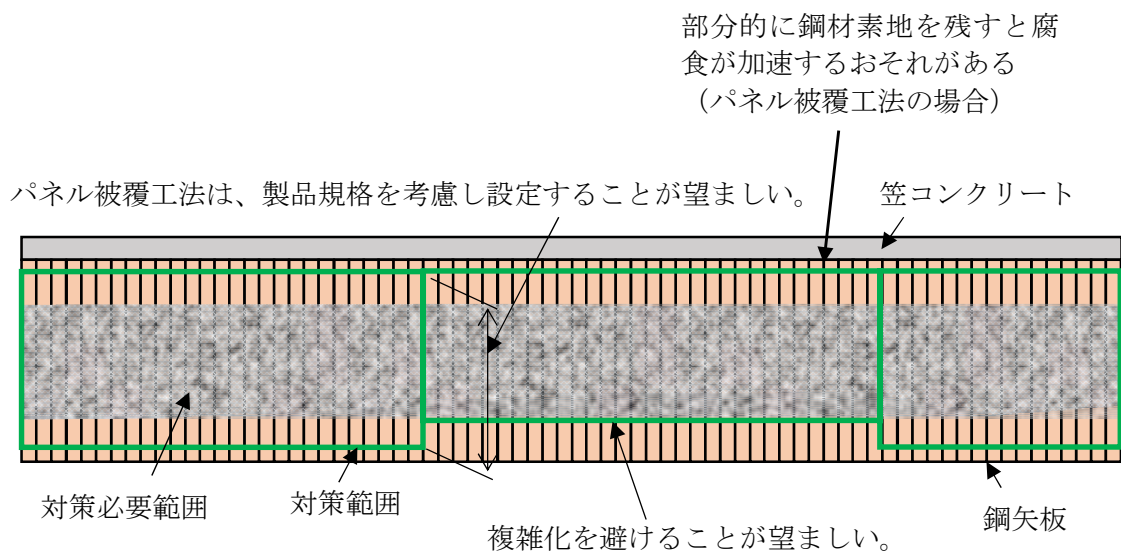 部分的に鋼材素地を残すと腐
食が加速するおそれがある
（パネル被覆工法の場合）
パネル被覆工法は、製品規格を考慮し設定することが望ましい。
笠コンクリート
対策必要範囲
対策範囲
複雑化を避けることが望ましい。
鋼矢板